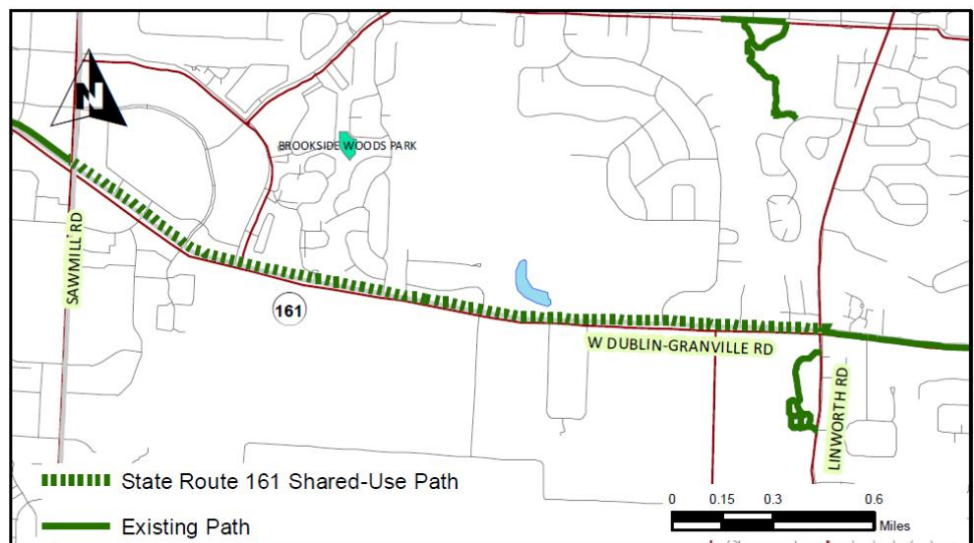 N
BROOKSIDE WOODS PARK
SAWMILL RD
161
W DUBLIN-GRANVILLE RD
LINWORTH RD
State Route 161 Shared-Use Path
Existing Path
0 0.15 0.3 0.6
Miles